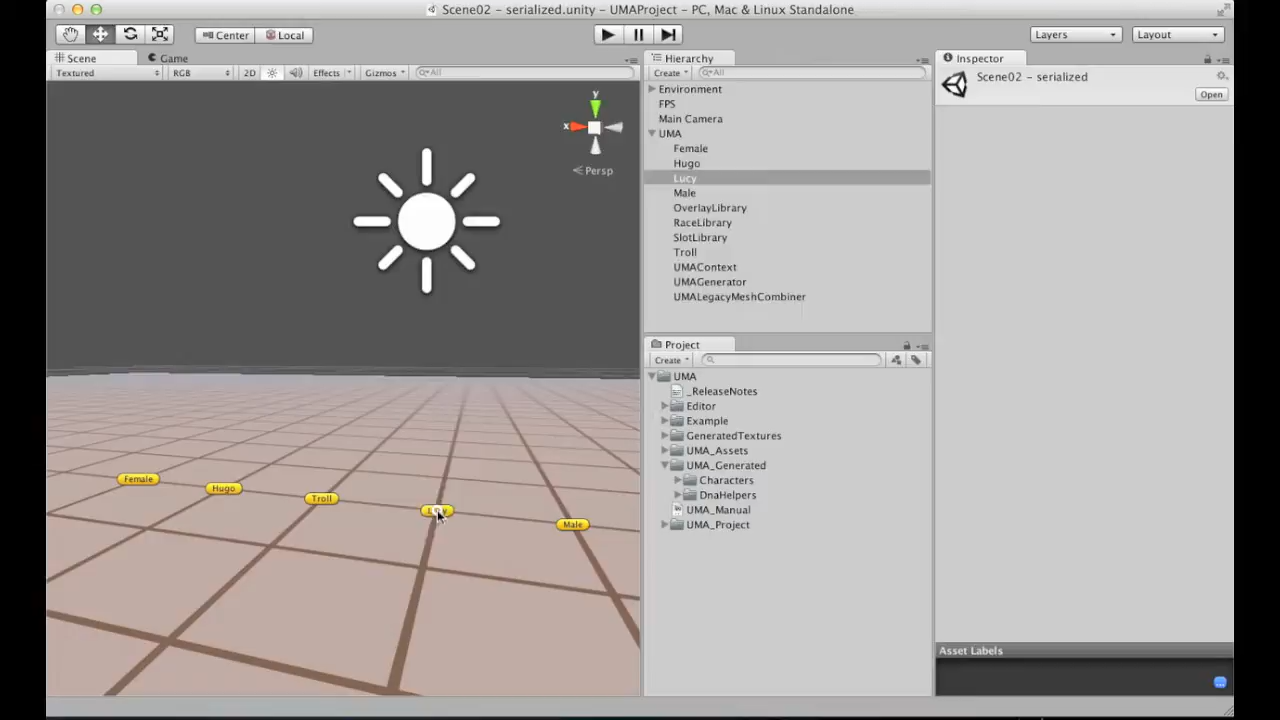 Scene02 - serialized.unity - UMAProject - PC, Mac & Linux Standalone
Center Local
Layers Layout
Scene Game
Textured RGB 2D Effects Gizmos All
y
x
Persp
Female
Hugo
Troll
Male
Hierarchy
Create All
Environment
FPS
Main Camera
UMA
Female
Hugo
Lucy
Male
OverlayLibrary
RaceLibrary
SlotLibrary
Troll
UMAContext
UMAGenerator
UMALegacyMeshCombiner
Project
Create
UMA
_ReleaseNotes
Editor
Example
GeneratedTextures
UMA_Assets
UMA_Generated
Characters
DnaHelpers
UMA_Manual
UMA_Project
Inspector
Scene02 - serialized
Open
Asset Labels